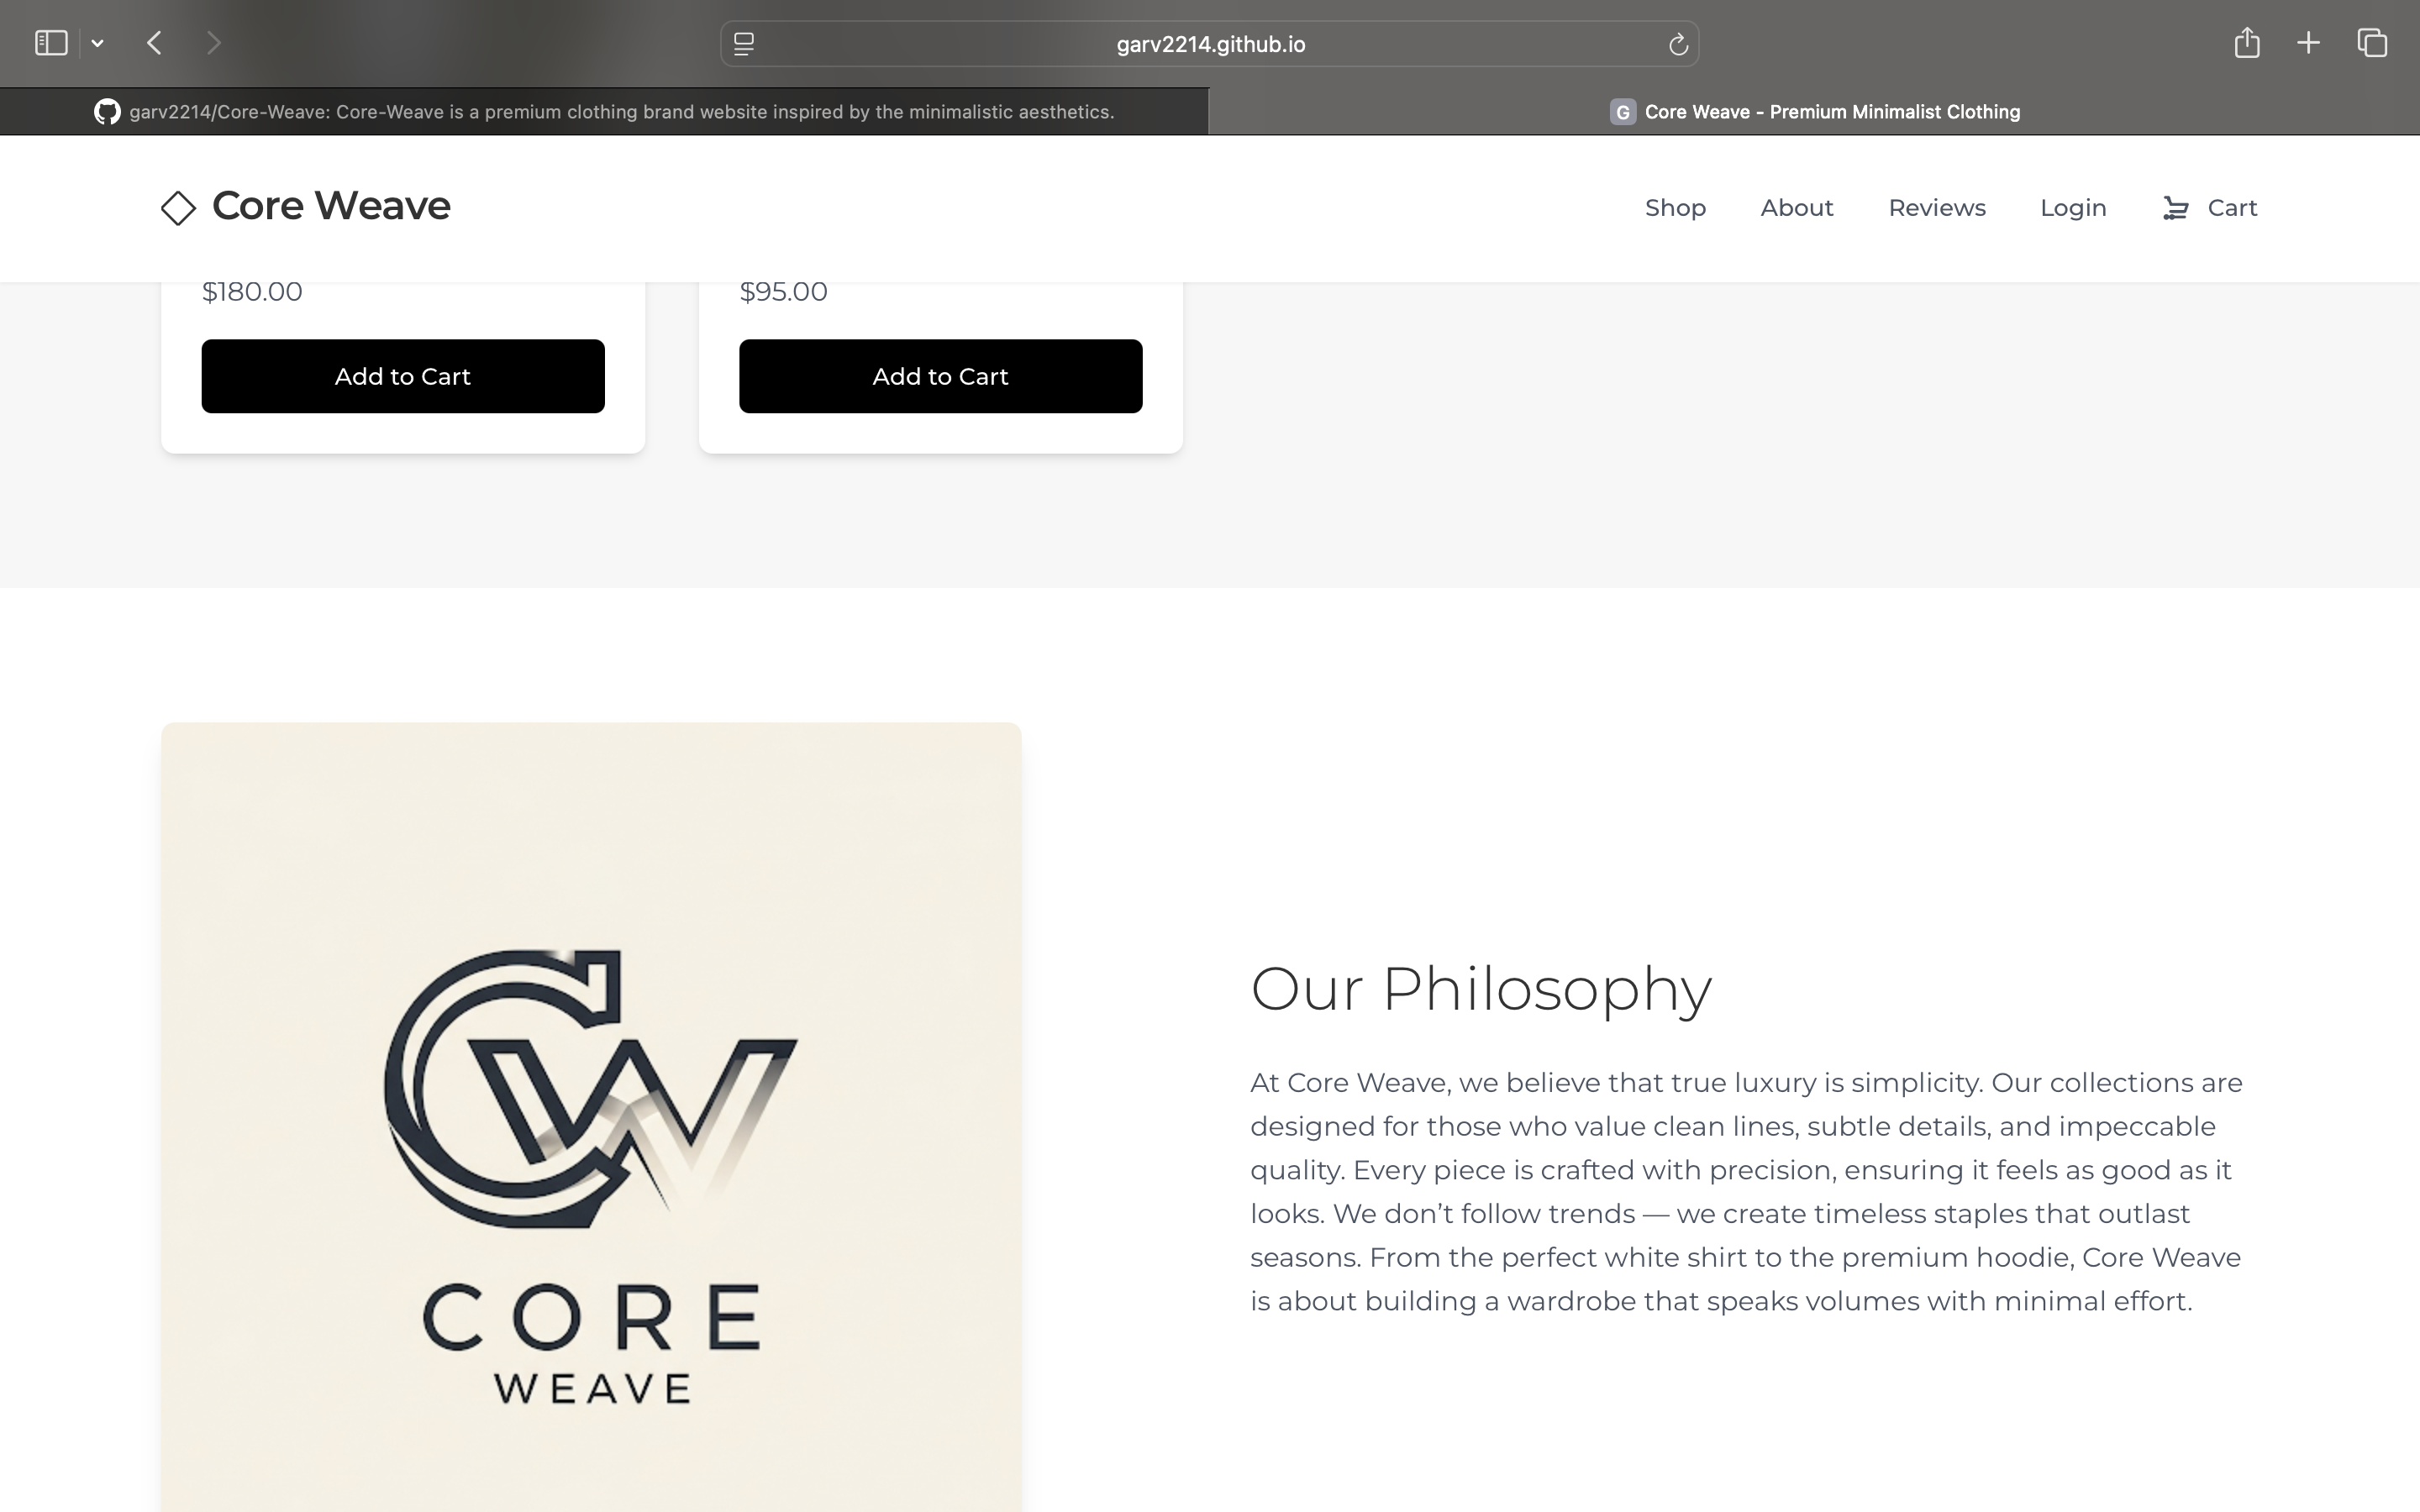 garv2214.github.io
garv2214/Core-Weave: Core-Weave is a premium clothing brand website inspired by the minimalistic aesthetics.
G Core Weave - Premium Minimalist Clothing
Core Weave
Shop About Reviews Login Cart
$180.00 $95.00
Add to Cart Add to Cart
CW
CORE
WEAVE
Our Philosophy
At Core Weave, we believe that true luxury is simplicity. Our collections are
designed for those who value clean lines, subtle details, and impeccable
quality. Every piece is crafted with precision, ensuring it feels as good as it
looks. We don’t follow trends — we create timeless staples that outlast
seasons. From the perfect white shirt to the premium hoodie, Core Weave
is about building a wardrobe that speaks volumes with minimal effort.